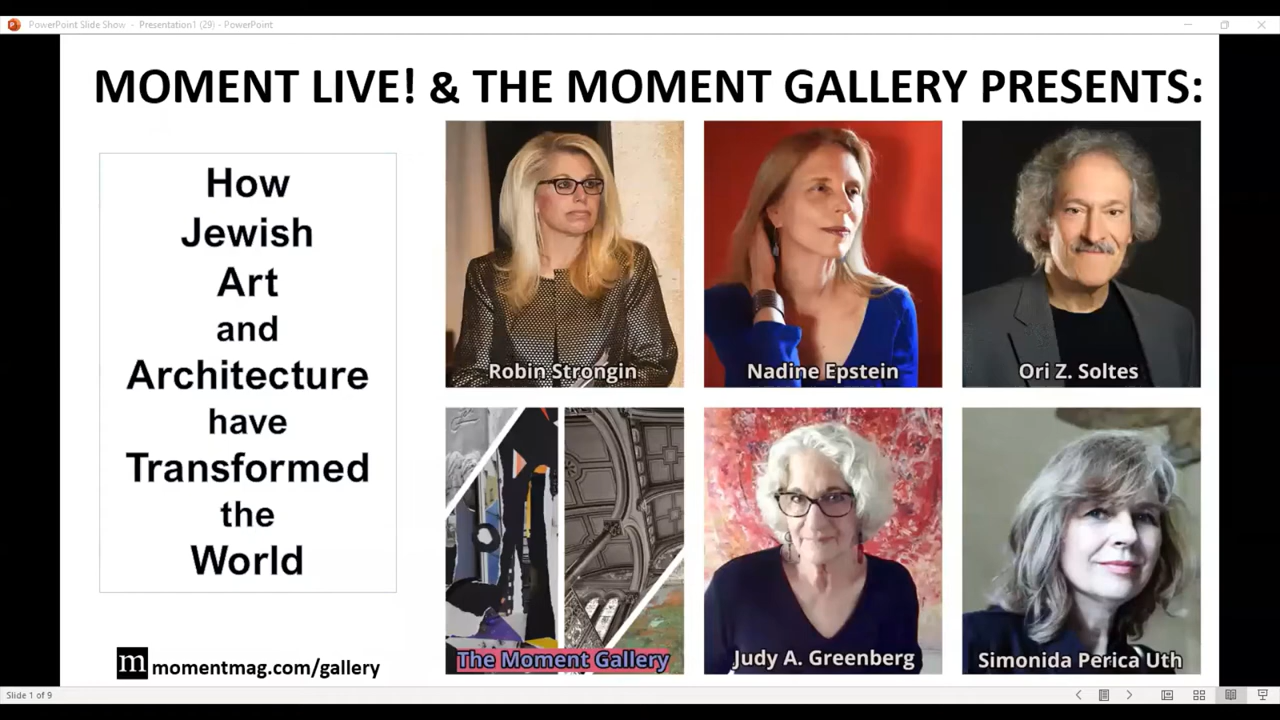 PowerPoint Slide Show - Presentation1 (29) - PowerPoint
MOMENT LIVE! & THE MOMENT GALLERY PRESENTS:
How
Jewish
Art
and
Architecture
have
Transformed
the
World
Robin Strongin
Nadine Epstein
Ori Z. Soltes
The Moment Gallery
Judy A. Greenberg
Simonida Perica Uth
m momentmag.com/gallery
Slide 1 of 9